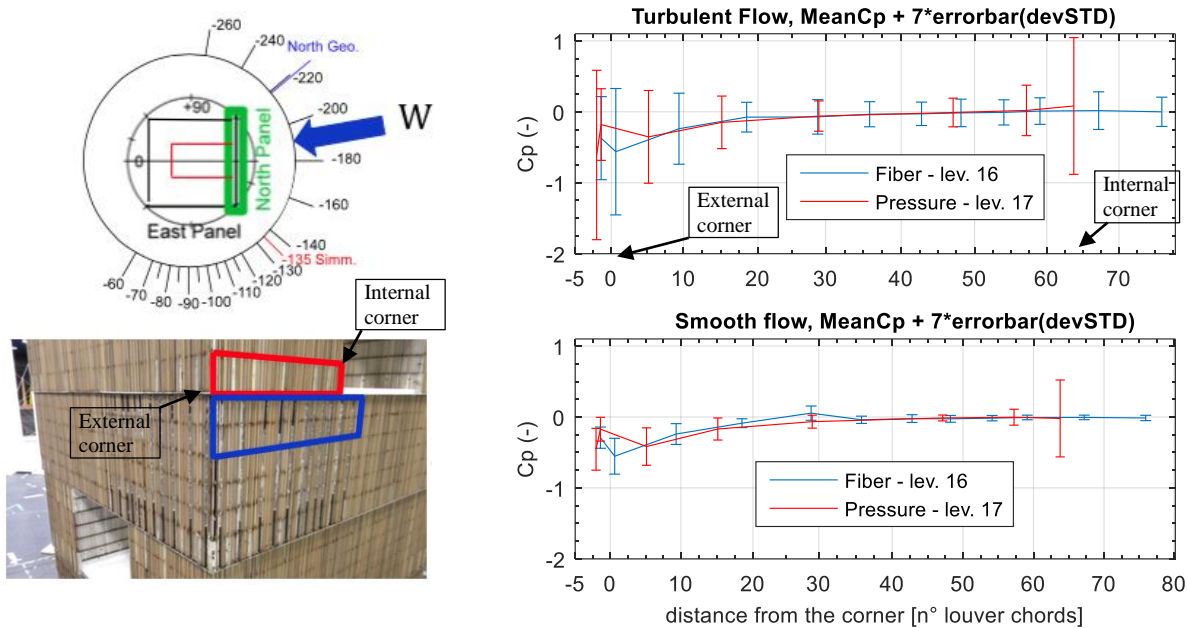 -260
-240
North Geo.
-220
-200
W
+90
0
-180
North Panel
-160
East Panel
-140
-135 Simm.
-130
-120
-110
-100
-90
-80
-70
-60
Internal
corner
External
corner
Turbulent Flow, MeanCp + 7*errorbar(devSTD)
1
0
-1
-2
Cp (-)
Fiber - lev. 16
Pressure - lev. 17
External
corner
Internal
corner
-5 0 10 20 30 40 50 60 70
Smooth flow, MeanCp + 7*errorbar(devSTD)
1
0
-1
-2
Cp (-)
Fiber - lev. 16
Pressure - lev. 17
-5 0 10 20 30 40 50 60 70 80
distance from the corner [n° louver chords]